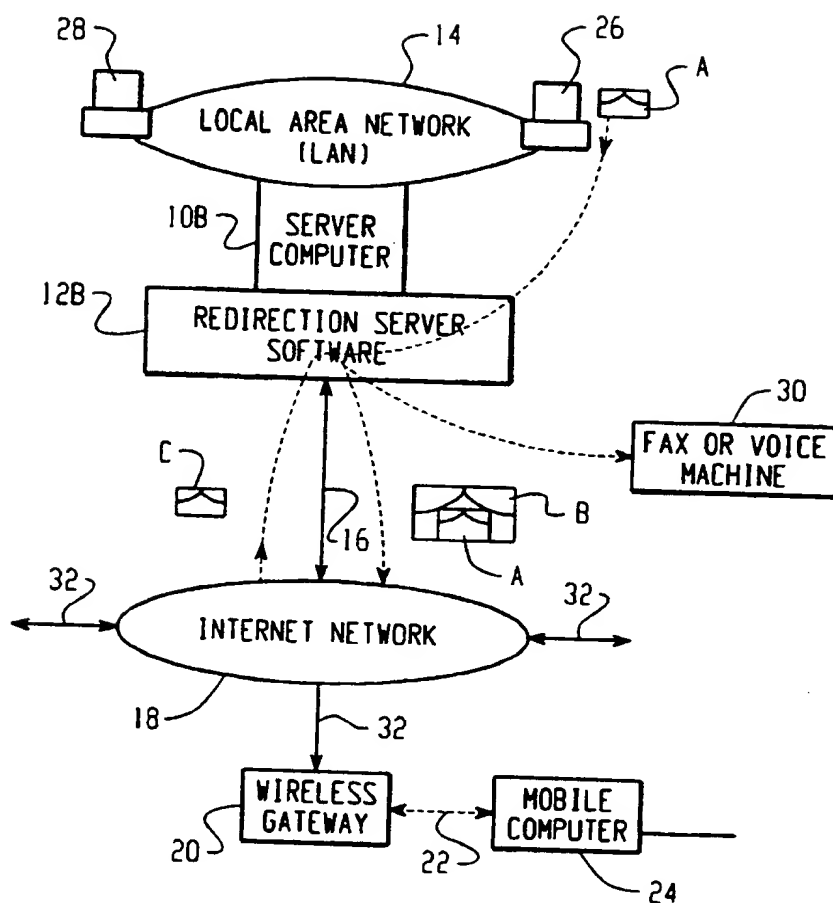 28
14
26
A
LOCAL AREA NETWORK
(LAN)
10B
SERVER
COMPUTER
12B
REDIRECTION SERVER
SOFTWARE
30
FAX OR VOICE
MACHINE
C
16
B
A
32
INTERNET NETWORK
32
18
32
WIRELESS
GATEWAY
20
22
MOBILE
COMPUTER
24